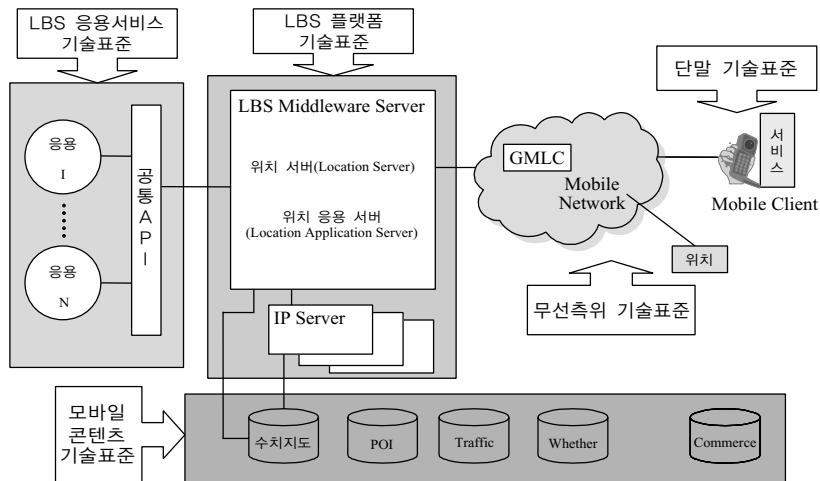 LBS 응용서비스
기술표준
LBS 플랫폼
기술표준
단말 기술표준
응용
I
응용
N
공통API
LBS Middleware Server
위치 서버(Location Server)
위치 응용 서버
(Location Application Server)
IP Server
GMLC
Mobile
Network
서비스
Mobile Client
위치
무선측위 기술표준
모바일
콘텐츠
기술표준
수치지도
POI
Traffic
Whether
Commerce